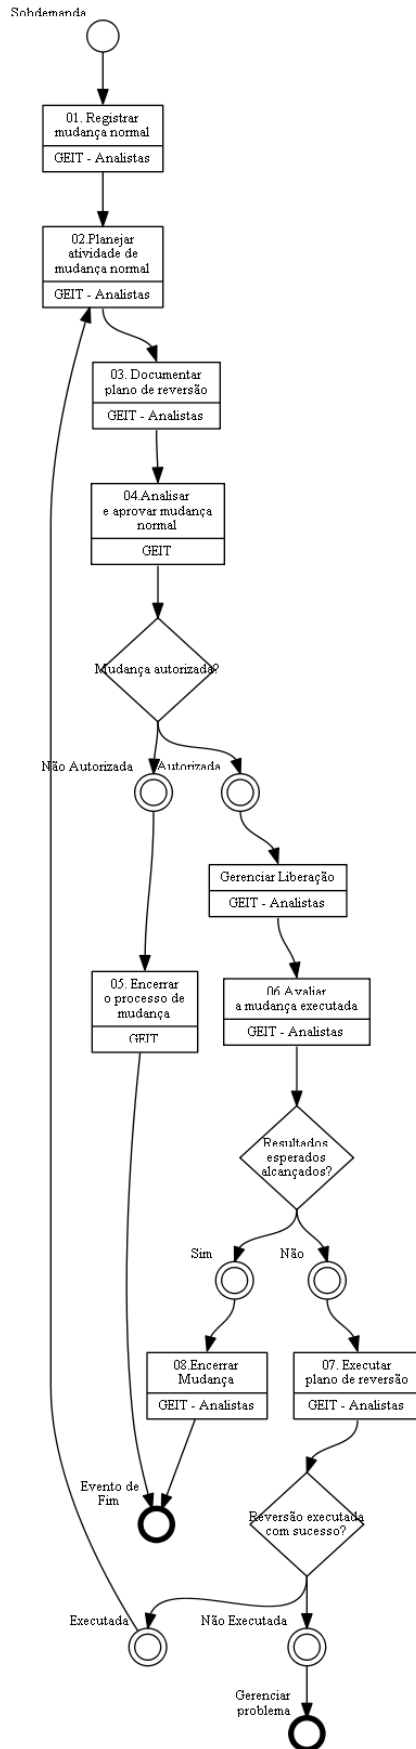 Sobdemanda
01. Registrar
mudança normal
GEIT - Analistas
02.Planejar
atividade de
mudança normal
GEIT - Analistas
03. Documentar
plano de reversão
GEIT - Analistas
04.Analisar
e aprovar mudança
normal
GEIT
Mudança autorizada?
Não Autorizada
Autorizada
Gerenciar Liberação
GEIT - Analistas
05. Encerrar
o processo de
mudança
GEIT
06.Avaliar
a mudança executada
GEIT - Analistas
Resultados
esperados
alcançados?
Sim
Não
08.Encerrar
Mudança
GEIT - Analistas
07. Executar
plano de reversão
GEIT - Analistas
Evento de
Fim
Reversão executada
com sucesso?
Executada
Não Executada
Gerenciar
problema